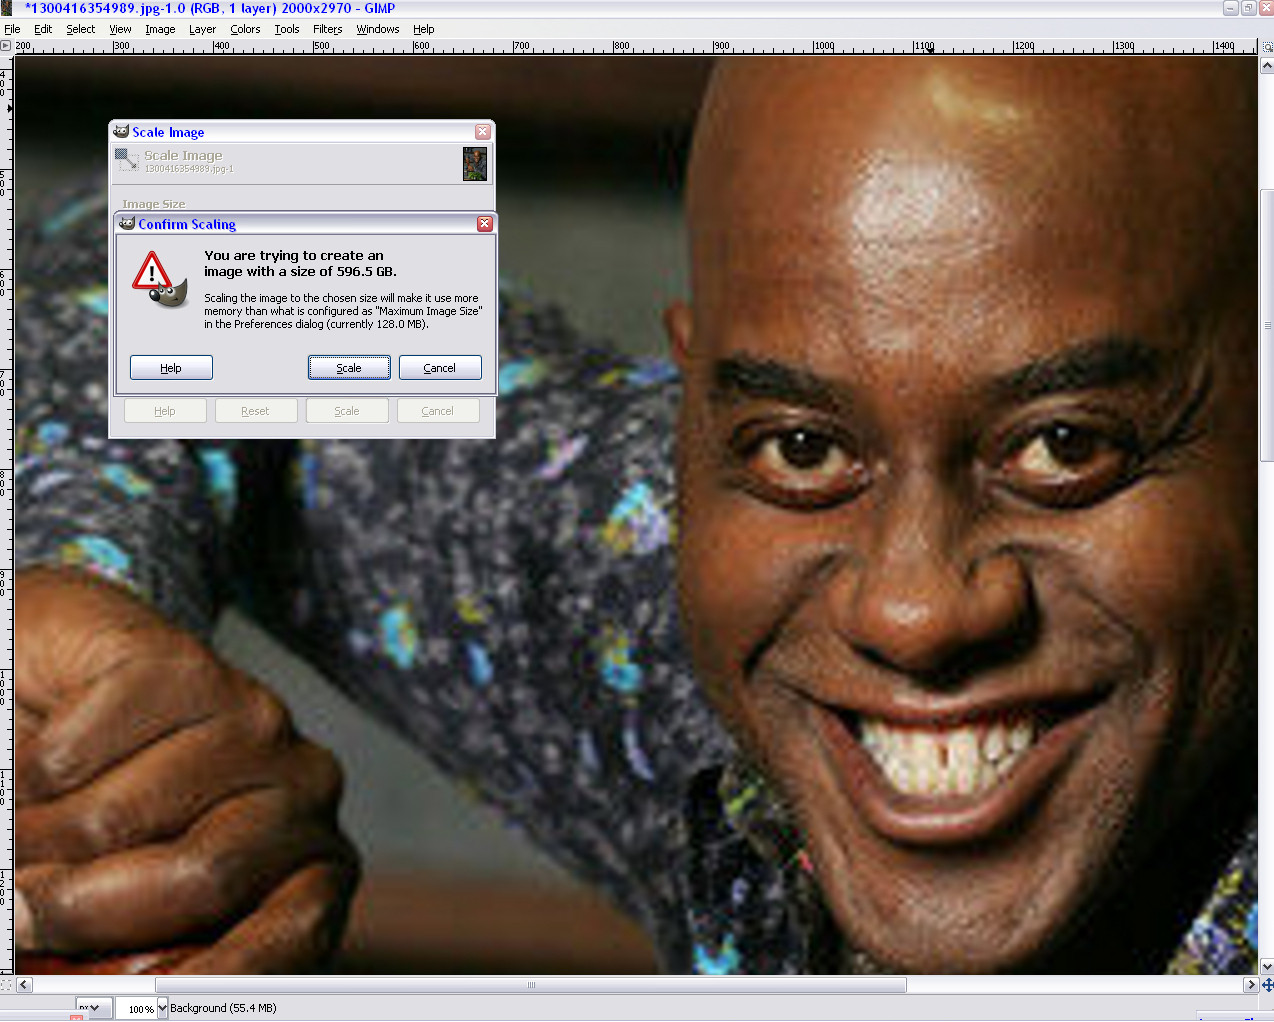 *1300416354989.jpg-1.0 (RGB, 1 layer) 2000x2970 – GIMP
File Edit Select View Image Layer Colors Tools Filters Windows Help
200 300 400 500 600 700 800 900 1000 1100 1200 1300 1400
Scale Image
Scale Image
1300416354989.jpg-1
Image Size
Confirm Scaling
You are trying to create an
image with a size of 596.5 GB.
Scaling the image to the chosen size will make it use more
memory than what is configured as "Maximum Image Size"
in the Preferences dialog (currently 128.0 MB).
Help Scale Cancel
Help Reset Scale Cancel
100% Background (55.4 MB)